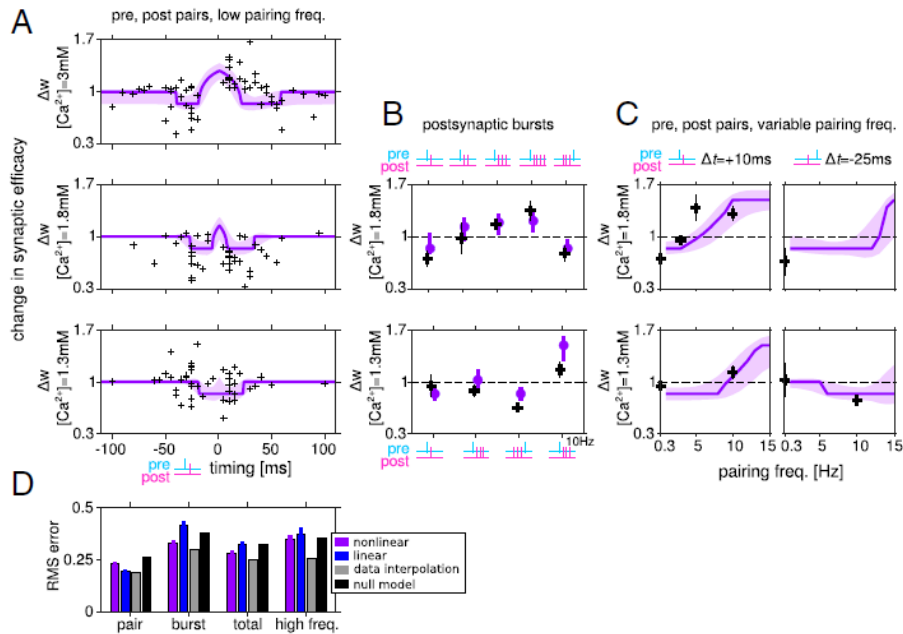 A
pre, post pairs, low pairing freq.
change in synaptic efficacy
Δw
[Ca²⁺]=3mM
1.7
1
0.3
Δw
[Ca²⁺]=1.8mM
1.7
1
0.3
Δw
[Ca²⁺]=1.3mM
1.7
1
0.3
-100 -50 0 50 100
timing [ms]
pre
post
B
postsynaptic bursts
pre
post
Δw
[Ca²⁺]=1.8mM
1.7
1
0.3
Δw
[Ca²⁺]=1.3mM
1.7
1
0.3
10Hz
pre
post
C
pre, post pairs, variable pairing freq.
pre
post
Δt=+10ms
Δt=-25ms
Δw
[Ca²⁺]=1.8mM
1.7
1
0.3
Δw
[Ca²⁺]=1.3mM
1.7
1
0.3
0.3 5 10 15
0.3 5 10 15
pairing freq. [Hz]
D
RMS error
0.5
0.25
0
pair burst total high freq.
nonlinear
linear
data interpolation
null model